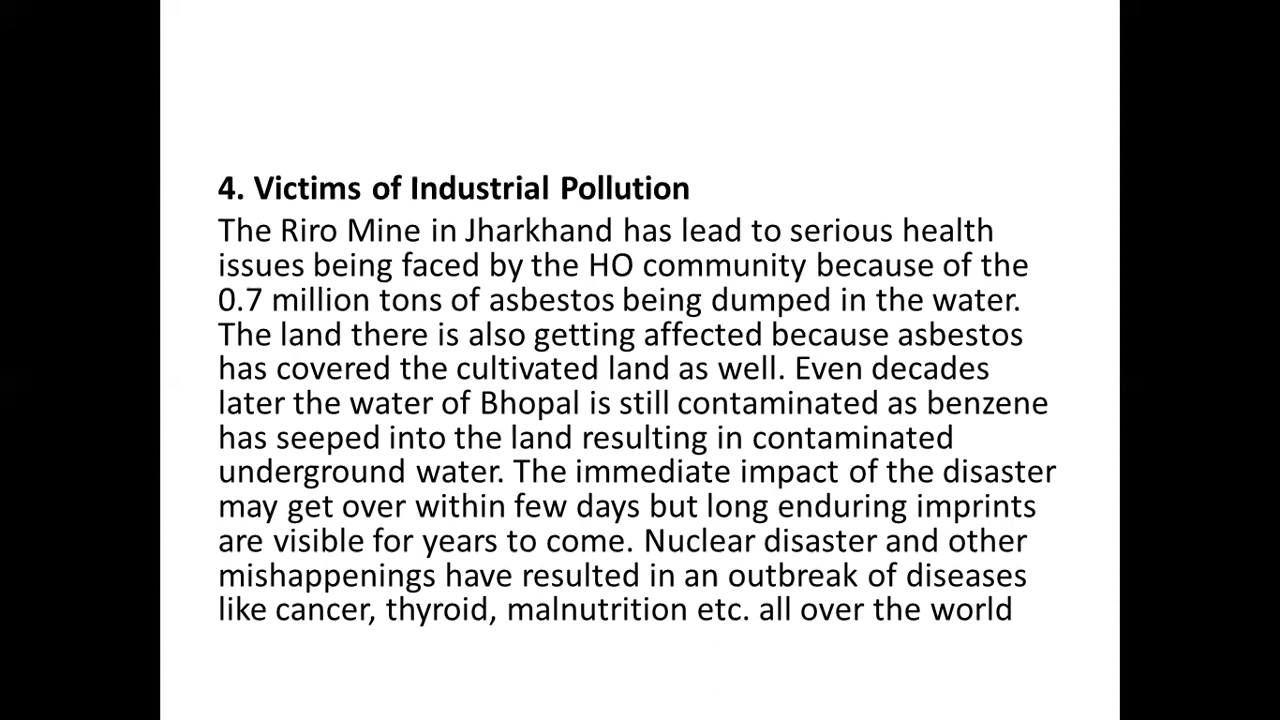 4. Victims of Industrial Pollution
The Riro Mine in Jharkhand has lead to serious health
issues being faced by the HO community because of the
0.7 million tons of asbestos being dumped in the water.
The land there is also getting affected because asbestos
has covered the cultivated land as well. Even decades
later the water of Bhopal is still contaminated as benzene
has seeped into the land resulting in contaminated
underground water. The immediate impact of the disaster
may get over within few days but long enduring imprints
are visible for years to come. Nuclear disaster and other
mishappenings have resulted in an outbreak of diseases
like cancer, thyroid, malnutrition etc. all over the world